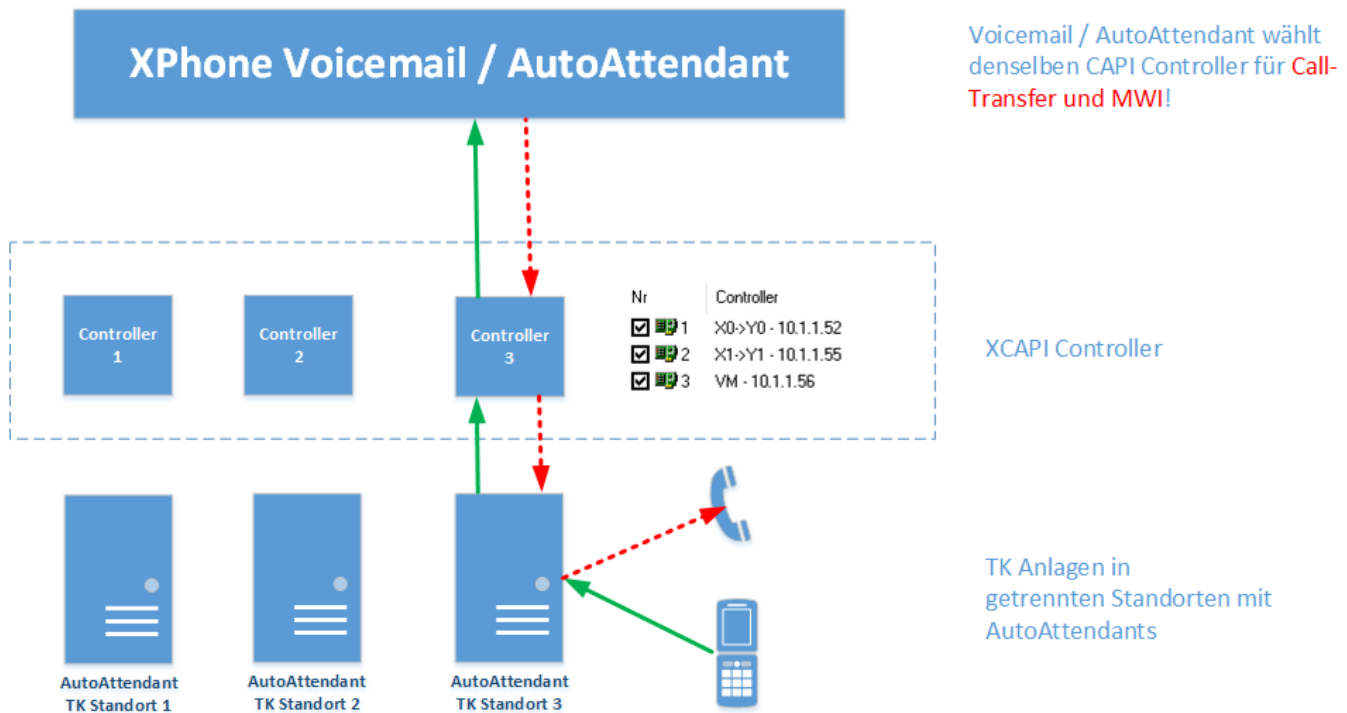 XPhone Voicemail / AutoAttendant
Voicemail / AutoAttendant wählt
denselben CAPI Controller für Call-
Transfer und MWI!
Controller
1
Controller
2
Controller
3
Nr Controller
1 X0->Y0 - 10.1.1.52
2 X1->Y1 - 10.1.1.55
3 VM - 10.1.1.56
XCAPI Controller
TK Anlagen in
getrennten Standorten mit
AutoAttendants
AutoAttendant
TK Standort 1
AutoAttendant
TK Standort 2
AutoAttendant
TK Standort 3